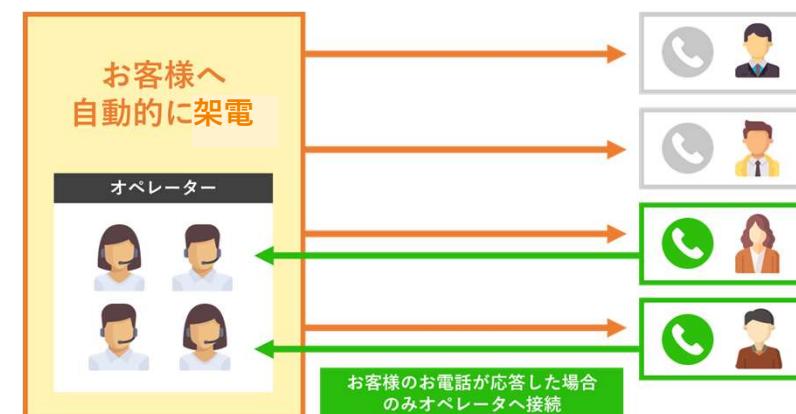 お客様へ
自動的に架電
オペレーター
お客様のお電話が応答した場合
のみオペレータへ接続